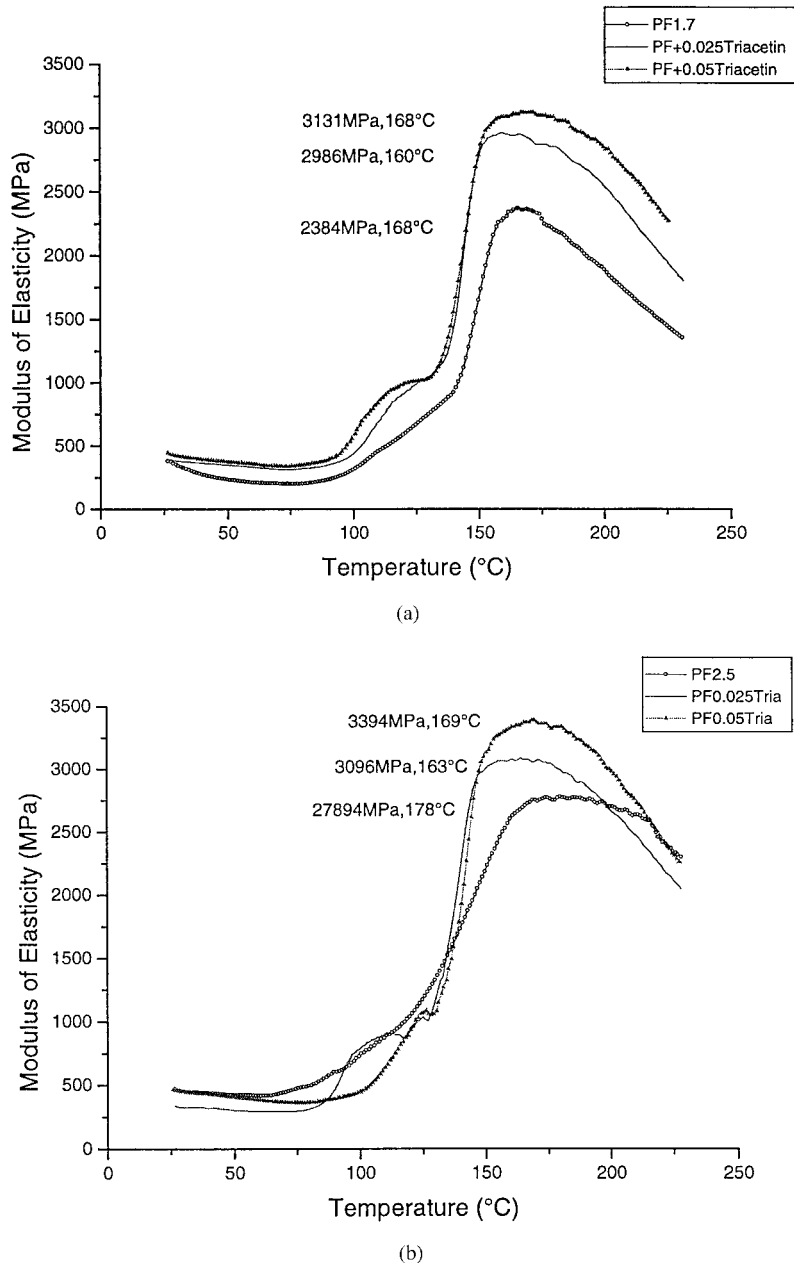 PF1.7
PF+0.025Triacetin
PF+0.05Triacetin
3500
3000
2500
2000
1500
1000
500
0
Modulus of Elasticity (MPa)
3131MPa,168°C
2986MPa,160°C
2384MPa,168°C
0 50 100 150 200 250
Temperature (°C)
(a)
PF2.5
PF0.025Tria
PF0.05Tria
3500
3000
2500
2000
1500
1000
500
0
Modulus of Elasticity (MPa)
3394MPa,169°C
3096MPa,163°C
27894MPa,178°C
0 50 100 150 200 250
Temperature (°C)
(b)